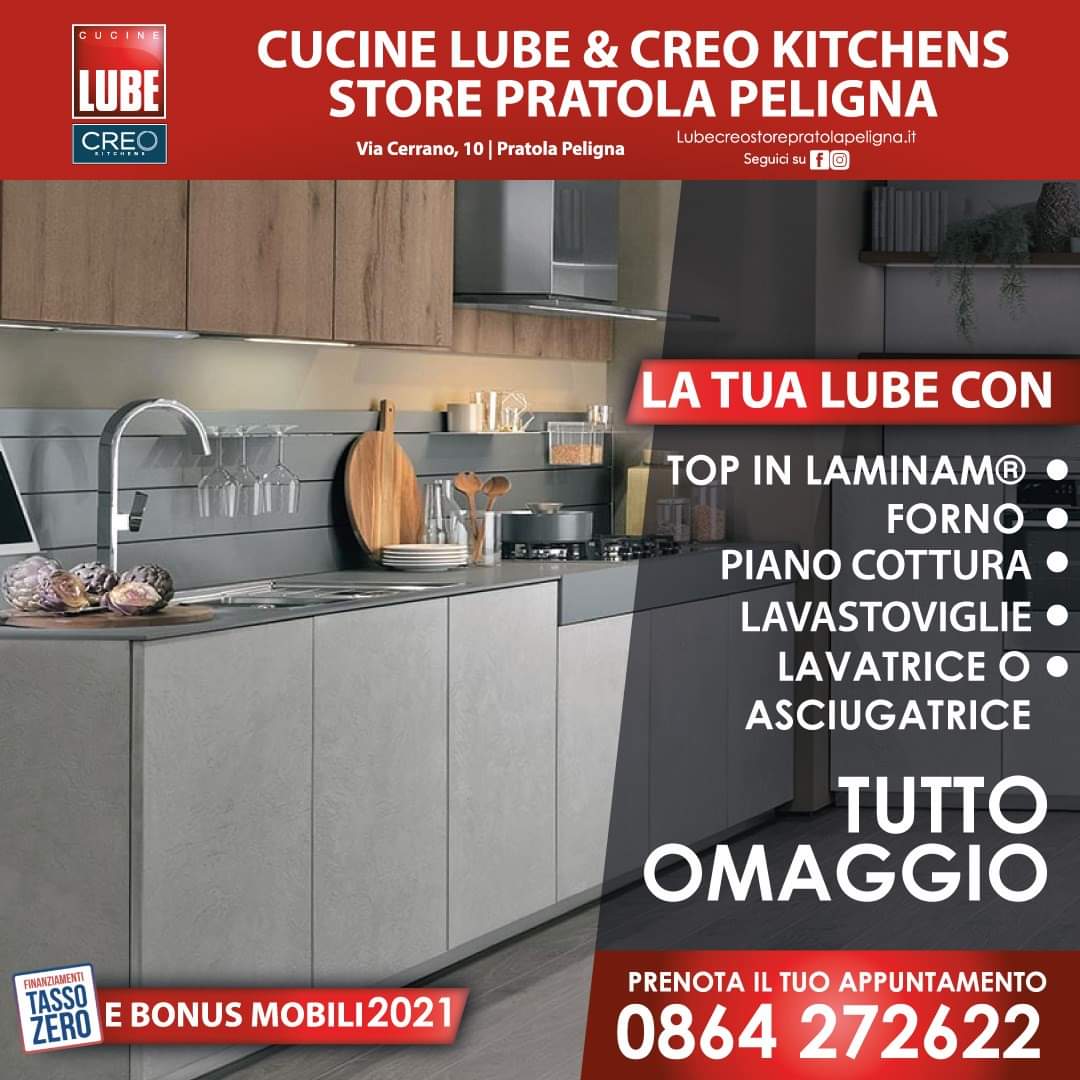 CUCINE
LUBE
CREO
KITCHENS
CUCINE LUBE & CREO KITCHENS
STORE PRATOLA PELIGNA
Via Cerrano, 10 | Pratola Peligna
Lubecreostorepratolapeligna.it
Seguici su
LA TUA LUBE CON
TOP IN LAMINAM®
FORNO
PIANO COTTURA
LAVASTOVIGLIE
LAVATRICE O
ASCIUGATRICE
TUTTO
OMAGGIO
FINANZIAMENTI
TASSO
ZERO
E BONUS MOBILI 2021
PRENOTA IL TUO APPUNTAMENTO
0864 272622